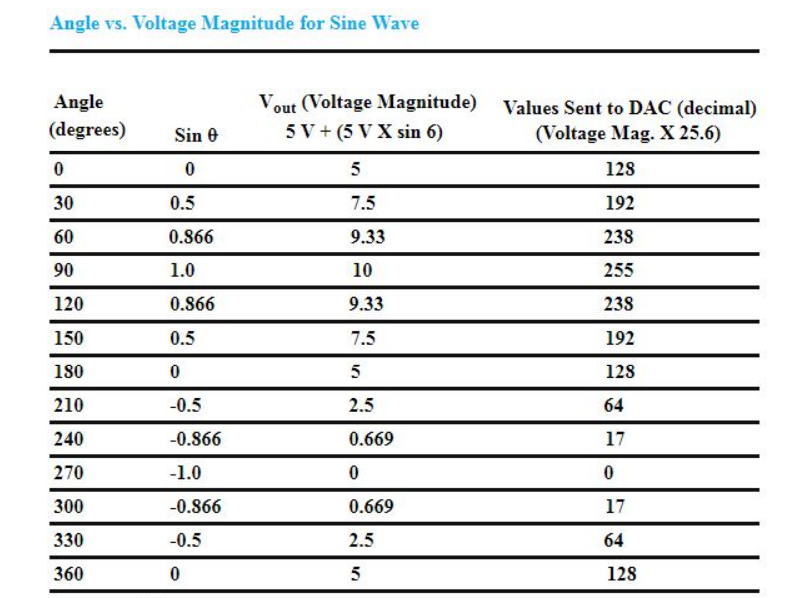 Angle vs. Voltage Magnitude for Sine Wave
Angle (degrees) Sin θ Vout (Voltage Magnitude) 5 V + (5 V X sin 6) Values Sent to DAC (decimal) (Voltage Mag. X 25.6)
0 0 5 128
30 0.5 7.5 192
60 0.866 9.33 238
90 1.0 10 255
120 0.866 9.33 238
150 0.5 7.5 192
180 0 5 128
210 -0.5 2.5 64
240 -0.866 0.669 17
270 -1.0 0 0
300 -0.866 0.669 17
330 -0.5 2.5 64
360 0 5 128